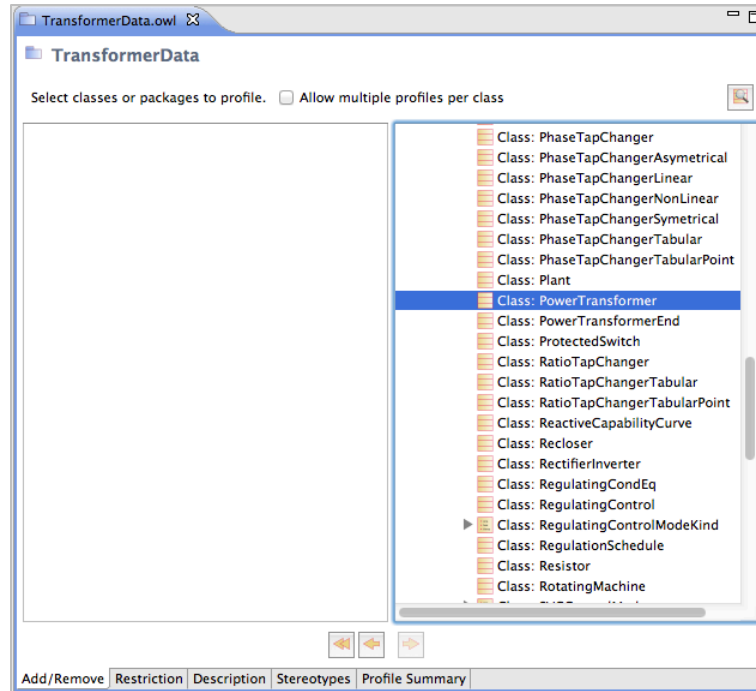 TransformerData.owl
TransformerData
Select classes or packages to profile. Allow multiple profiles per class
Class: PhaseTapChanger
Class: PhaseTapChangerAsymetrical
Class: PhaseTapChangerLinear
Class: PhaseTapChangerNonLinear
Class: PhaseTapChangerSymetrical
Class: PhaseTapChangerTabular
Class: PhaseTapChangerTabularPoint
Class: Plant
Class: PowerTransformer
Class: PowerTransformerEnd
Class: ProtectedSwitch
Class: RatioTapChanger
Class: RatioTapChangerTabular
Class: RatioTapChangerTabularPoint
Class: ReactiveCapabilityCurve
Class: Recloser
Class: RectifierInverter
Class: RegulatingCondEq
Class: RegulatingControl
Class: RegulatingControlModeKind
Class: RegulationSchedule
Class: Resistor
Class: RotatingMachine
Add/Remove Restriction Description Stereotypes Profile Summary